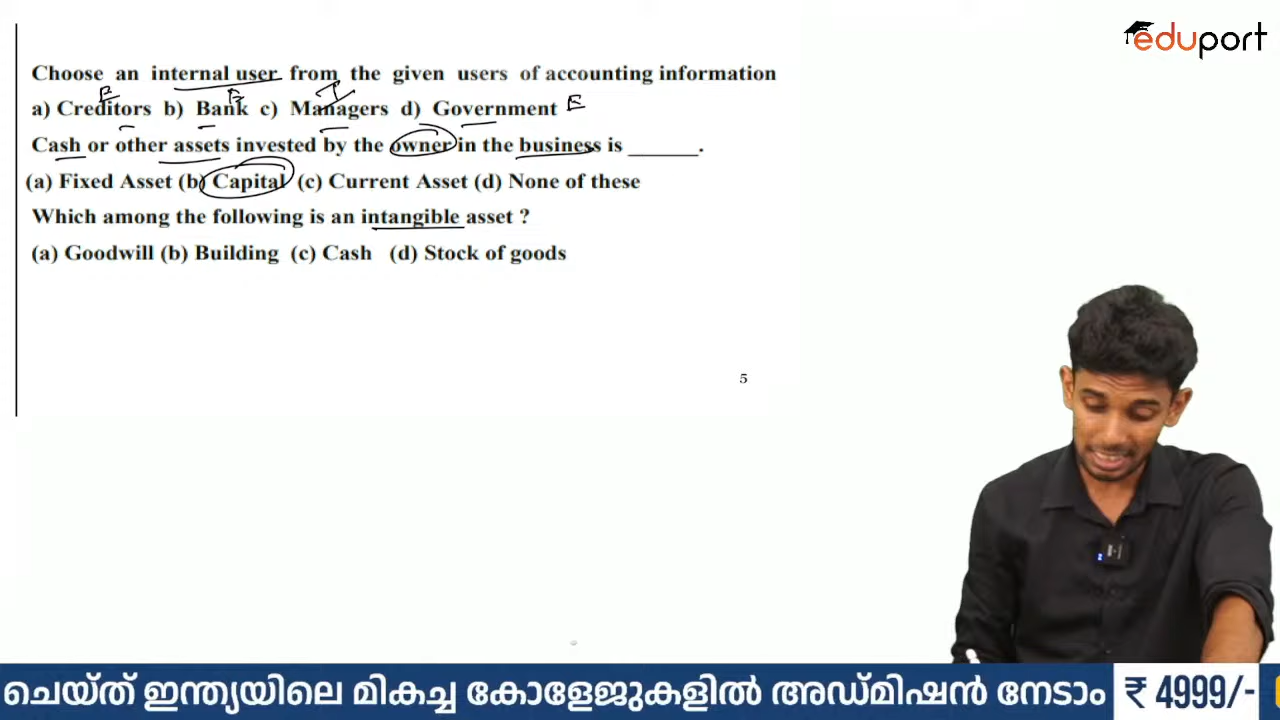 eduport
Choose an internal user from the given users of accounting information
E E I
a) Creditors b) Bank c) Managers d) Government E
Cash or other assets invested by the owner in the business is ______.
(a) Fixed Asset (b) Capital (c) Current Asset (d) None of these
Which among the following is an intangible asset ?
(a) Goodwill (b) Building (c) Cash (d) Stock of goods
5
ചെയ്ത് ഇന്ത്യയിലെ മികച്ച കോളേജുകളിൽ അഡ്മിഷൻ നേടാം ₹ 4999/-